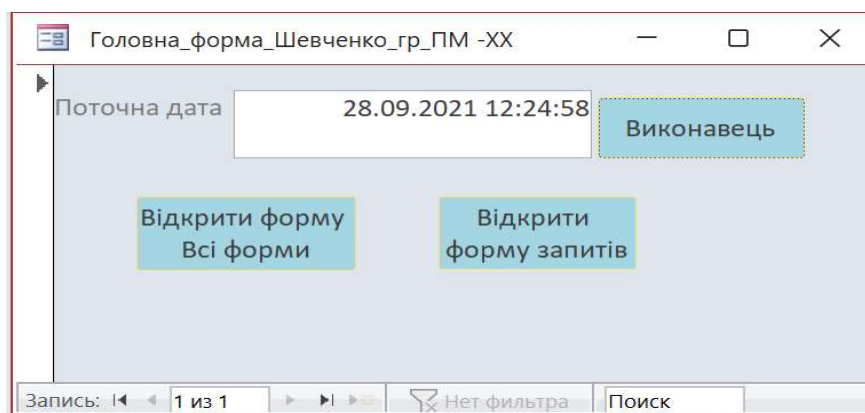 Головна_форма_Шевченко_гр_ПМ -ХХ
Поточна дата 28.09.2021 12:24:58 Виконавець
Відкрити форму
Всі форми
Відкрити
форму запитів
Запись: 1 из 1 Нет фильтра Поиск